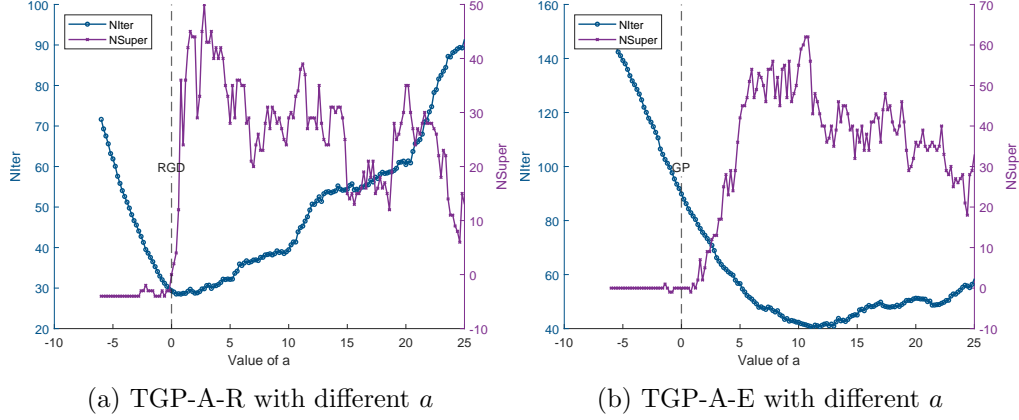 100
90
80
70
60
50
40
30
20
NIter
NIter
NSuper
RGD
50
40
30
20
10
0
-10
NSuper
-10 -5 0 5 10 15 20 25
Value of a
(a) TGP-A-R with different a
160
140
120
100
80
60
40
NIter
NIter
NSuper
GP
70
60
50
40
30
20
10
0
-10
NSuper
-10 -5 0 5 10 15 20 25
Value of a
(b) TGP-A-E with different a